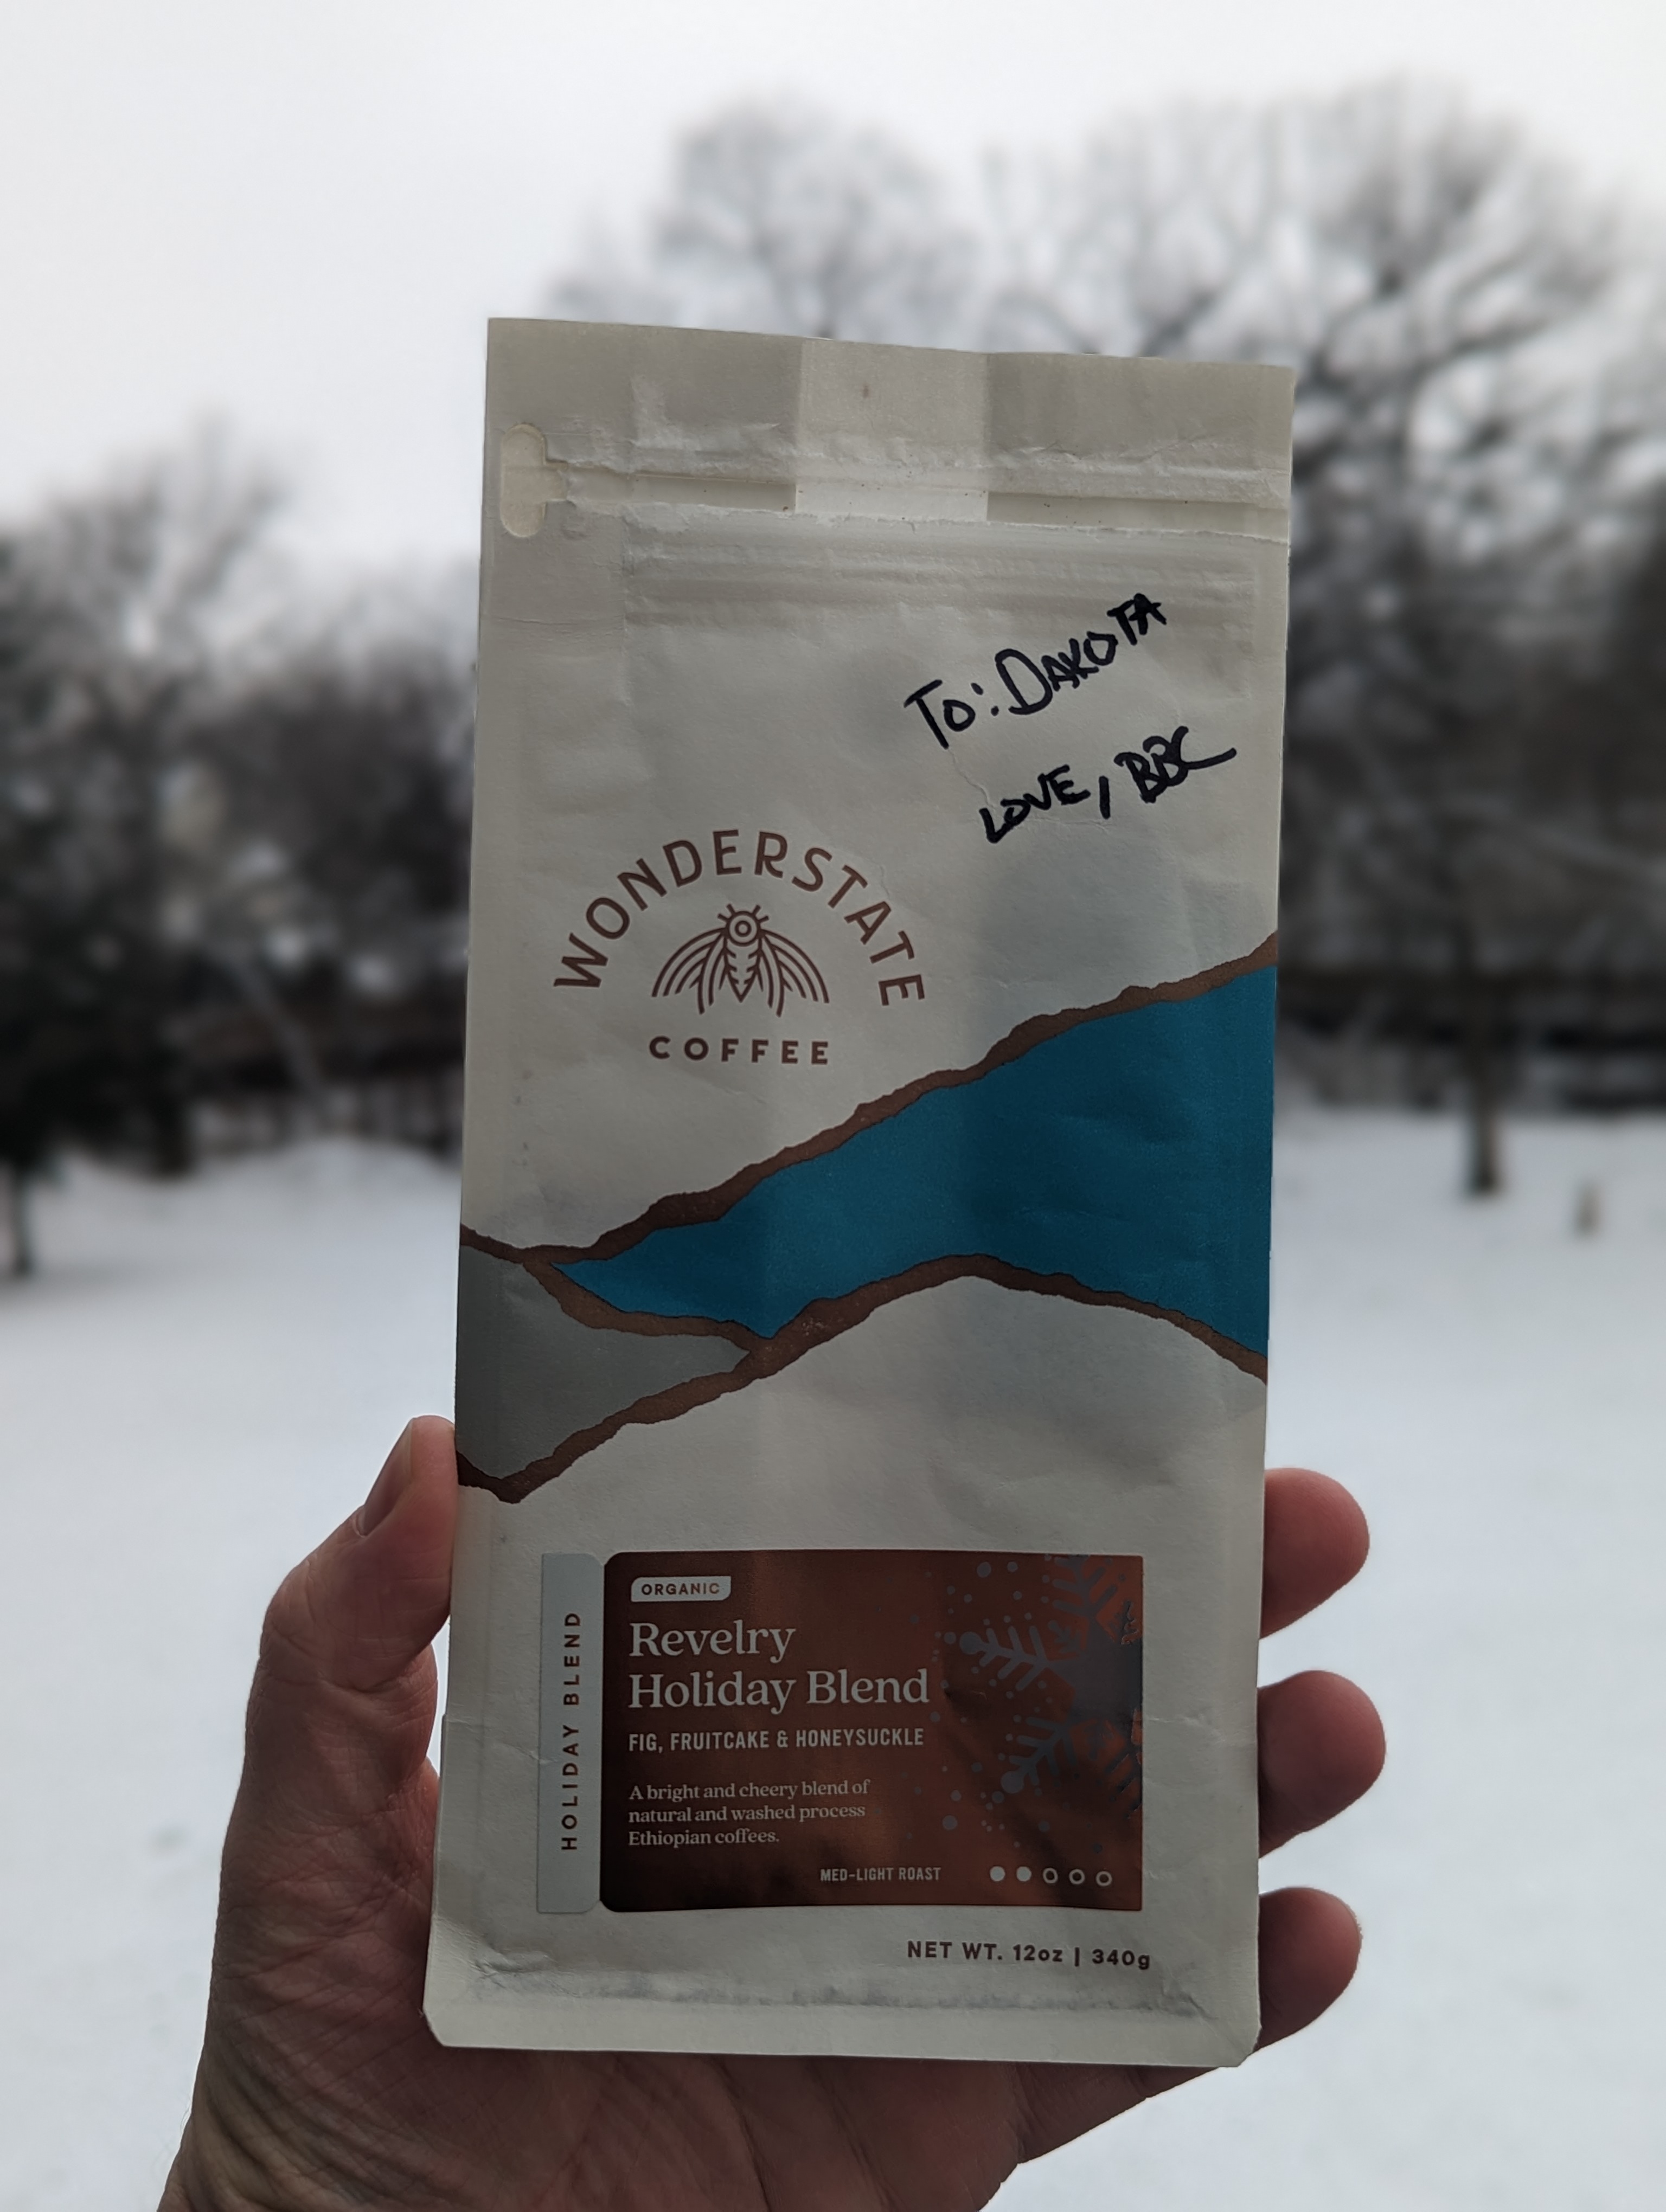 To: DAKOTA
LOVE, BBC
WONDERSTATE
COFFEE
HOLIDAY BLEND
ORGANIC
Revelry
Holiday Blend
FIG, FRUITCAKE & HONEYSUCKLE
A bright and cheery blend of
natural and washed process
Ethiopian coffees.
MED-LIGHT ROAST
NET WT. 12oz | 340g